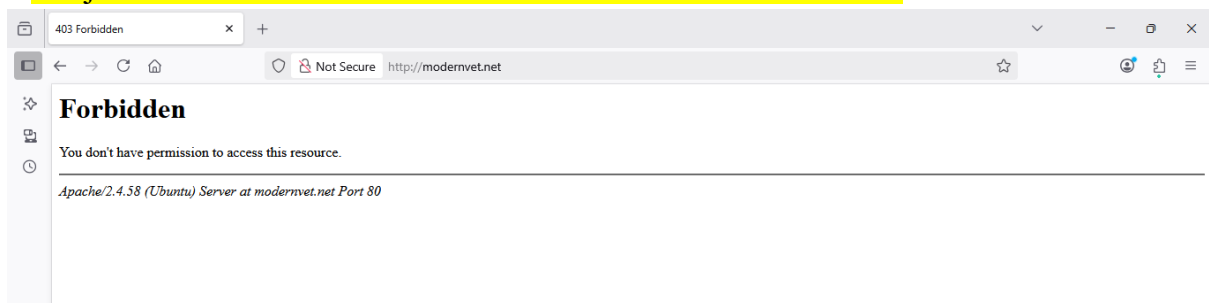 403 Forbidden
Not Secure http://modernvet.net
Forbidden
You don't have permission to access this resource.
Apache/2.4.58 (Ubuntu) Server at modernvet.net Port 80